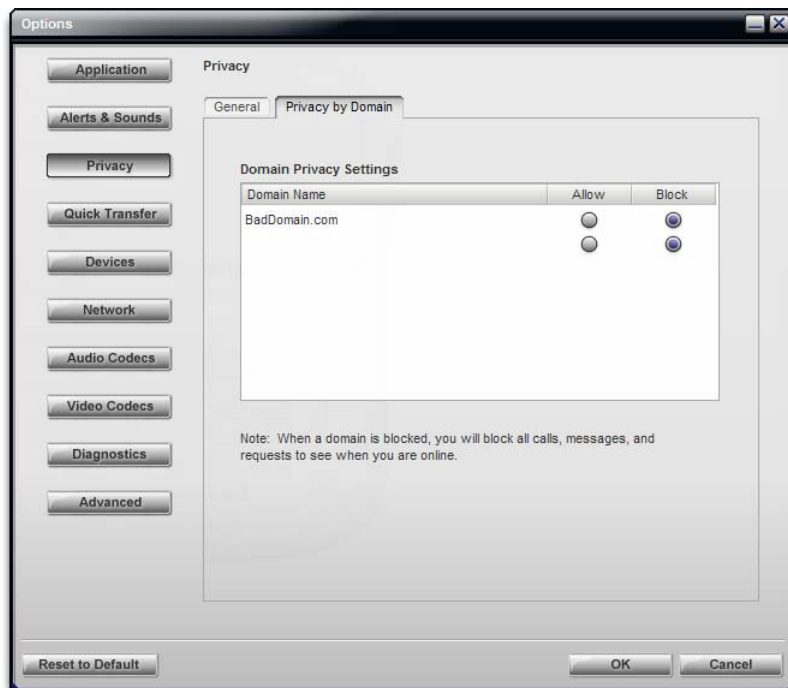 Options
Application
Privacy
Alerts & Sounds
General
Privacy by Domain
Privacy
Domain Privacy Settings
Domain Name
Allow
Block
BadDomain.com
Quick Transfer
Devices
Network
Audio Codecs
Video Codecs
Note: When a domain is blocked, you will block all calls, messages, and
requests to see when you are online.
Diagnostics
Advanced
Reset to Default
OK
Cancel